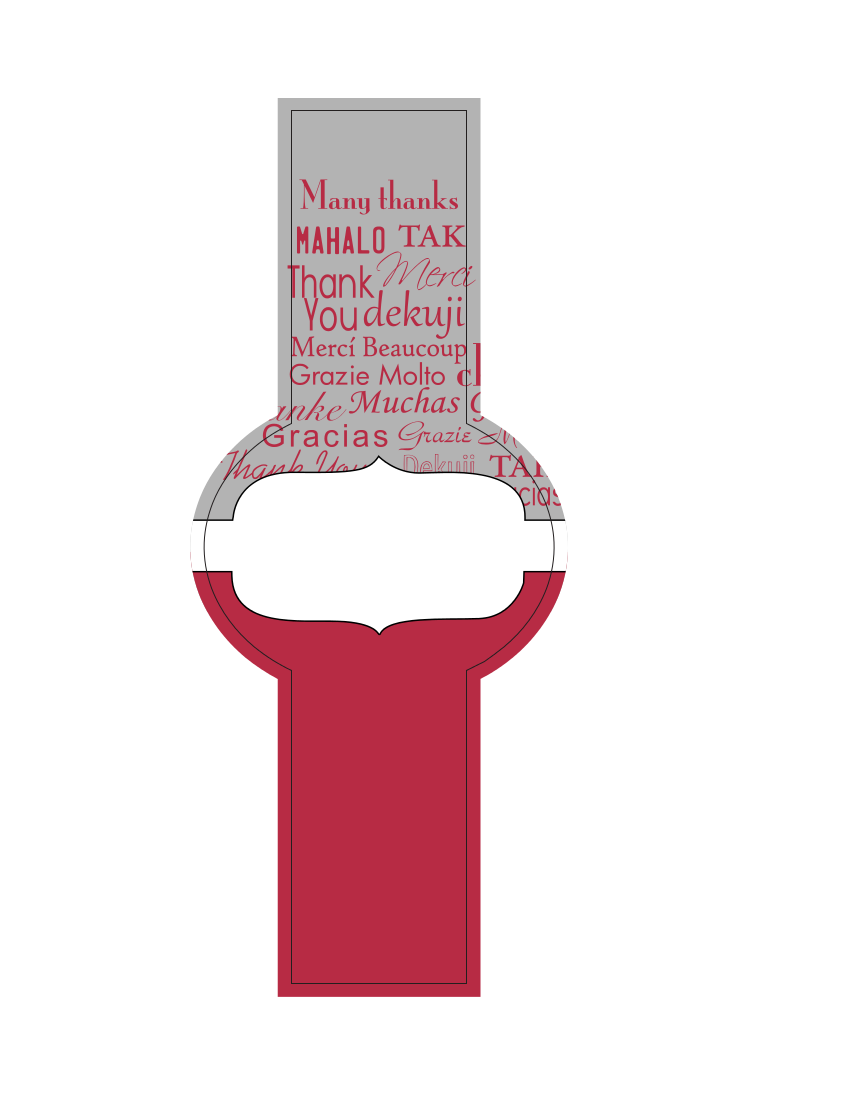 Many thanks
MAHALO TAK
Thank You Merci
dekuji
Mercí Beaucoup
Grazie Molto
Muchas
Gracias Grazie
Thank You Dekuji TAK